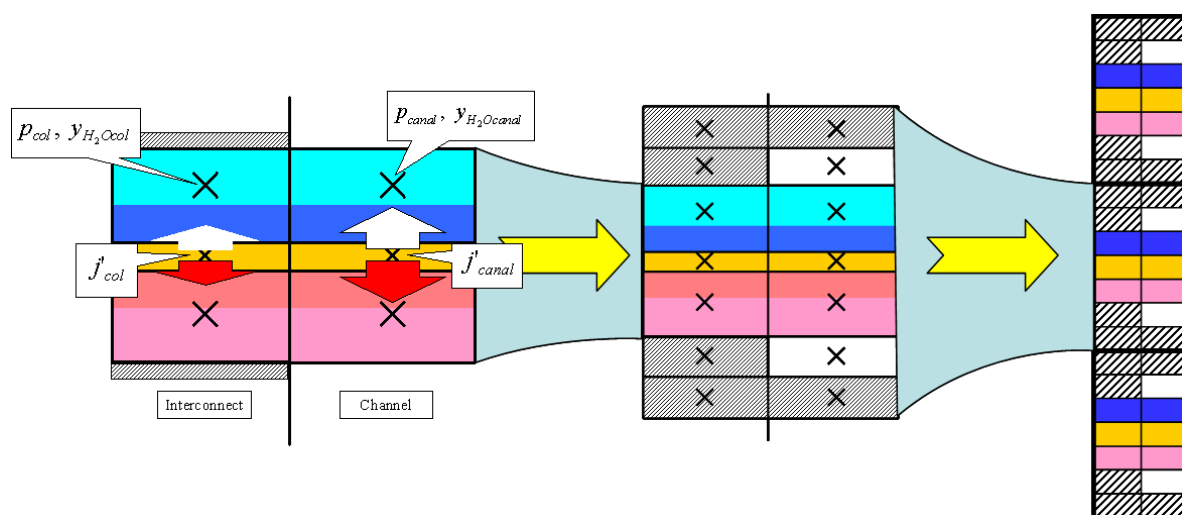 p_col, y_H₂Ocol
p_canal, y_H₂Ocanal
j'_col
j'_canal
Interconnect
Channel